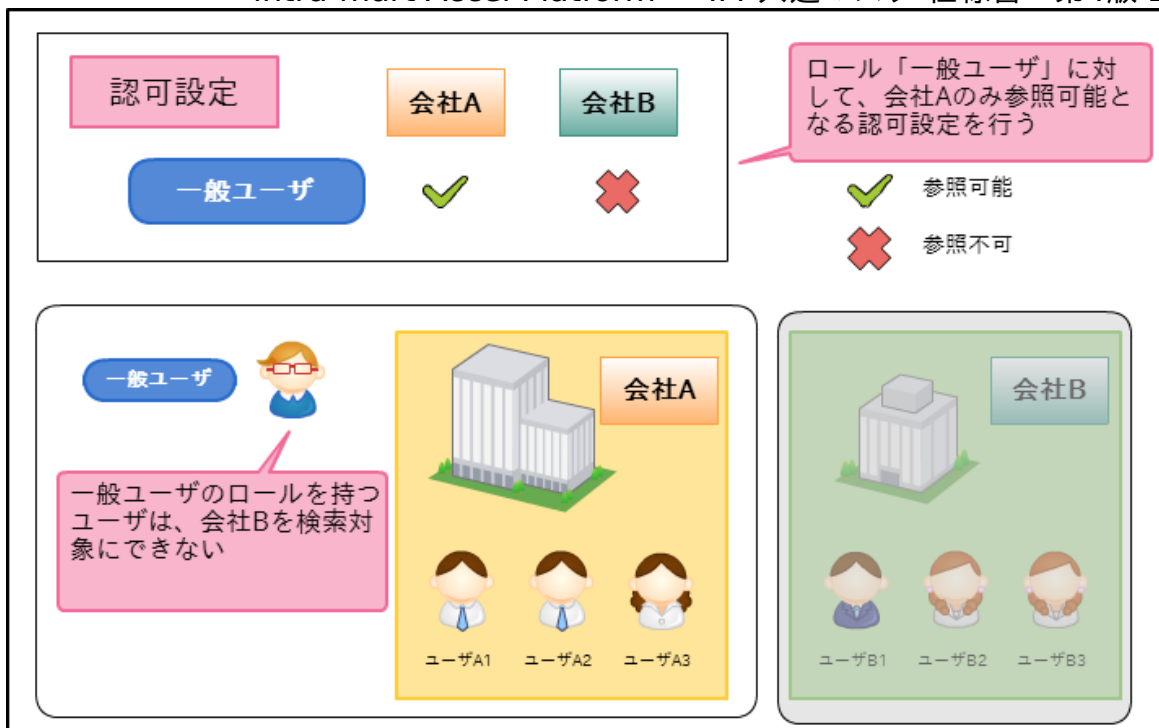 認可設定
会社A
会社B
ロール「一般ユーザ」に対
して、会社Aのみ参照可能と
なる認可設定を行う
一般ユーザ
参照可能
参照不可
一般ユーザ
会社A
会社B
一般ユーザのロールを持つ
ユーザは、会社Bを検索対
象にできない
ユーザA1
ユーザA2
ユーザA3
ユーザB1
ユーザB2
ユーザB3